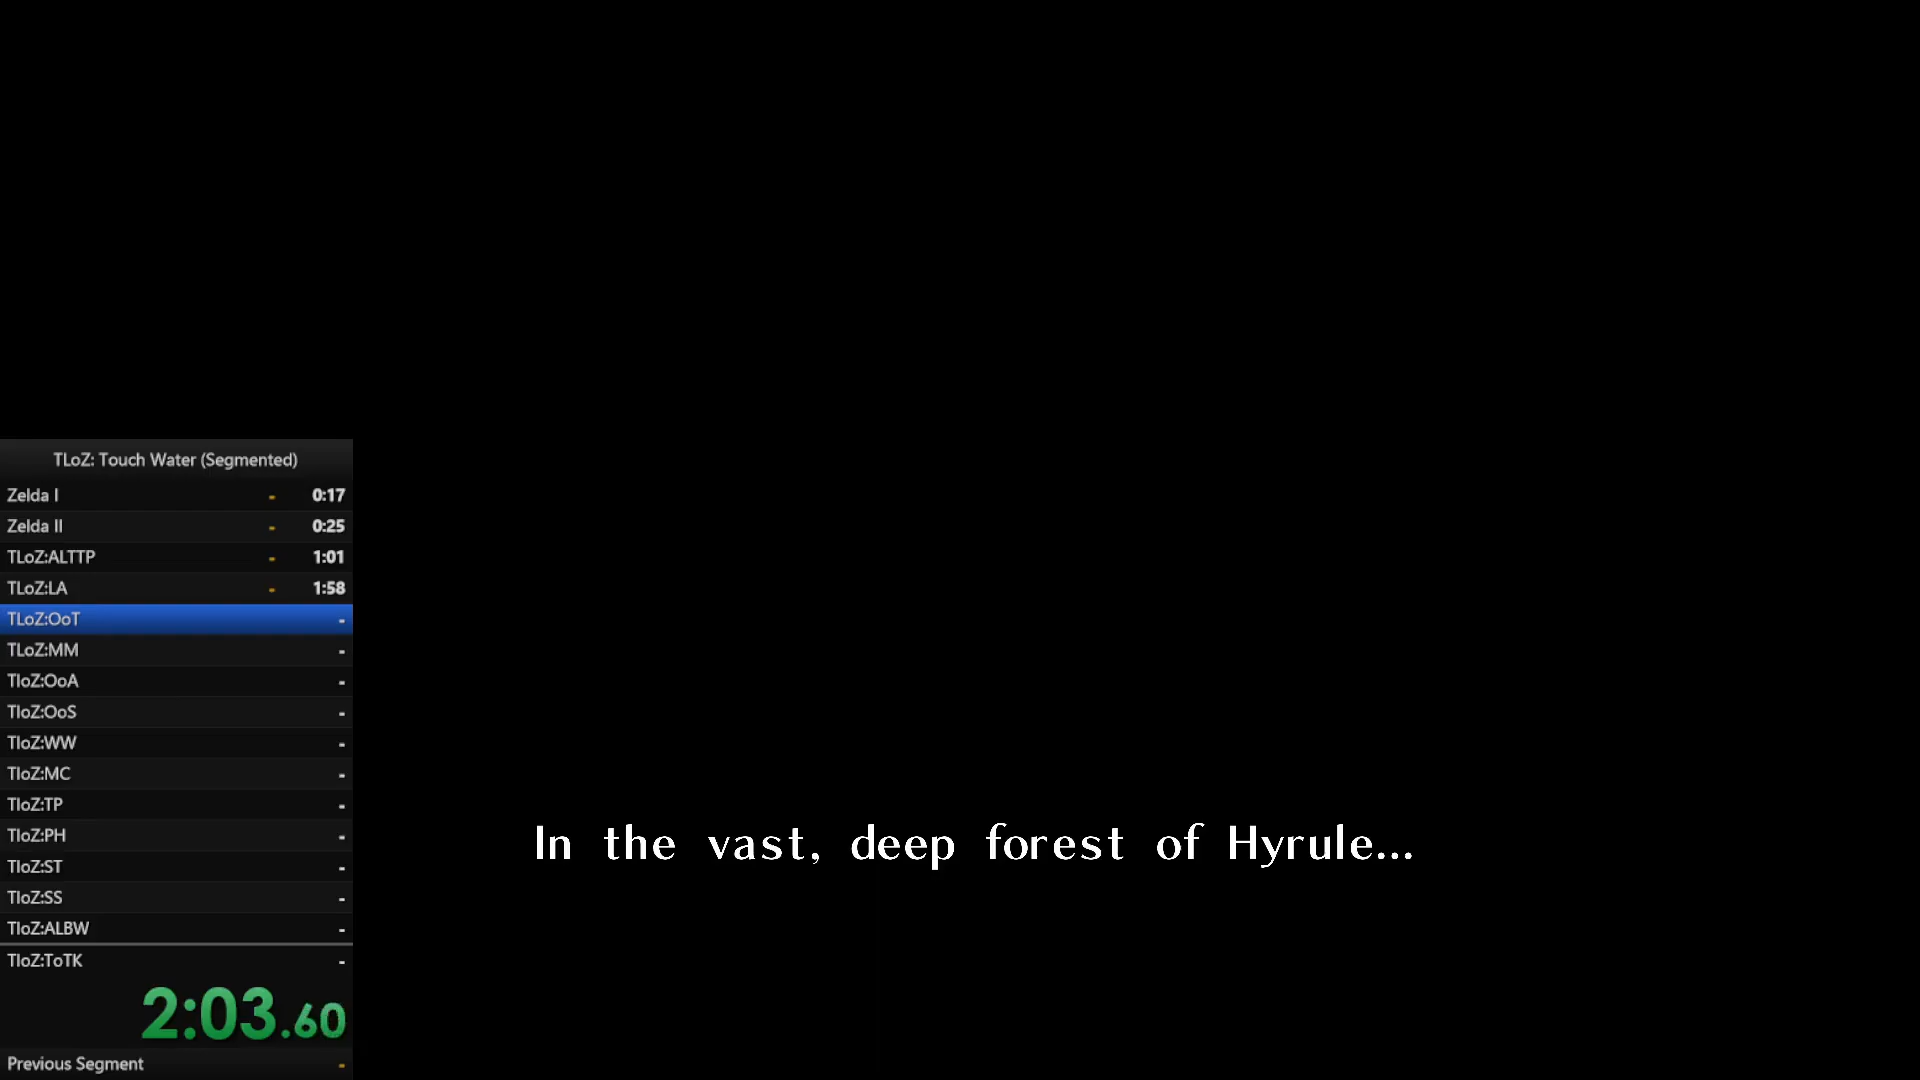 TLoZ: Touch Water (Segmented)
Zelda I - 0:17
Zelda II - 0:25
TLoZ:ALTTP - 1:01
TLoZ:LA - 1:58
TLoZ:OoT -
TLoZ:MM -
TloZ:OoA -
TloZ:OoS -
TloZ:WW -
TloZ:MC -
TloZ:TP -
TloZ:PH -
TloZ:ST -
TloZ:SS -
TloZ:ALBW -
TloZ:ToTK -
2:03.60
Previous Segment -
In the vast, deep forest of Hyrule...